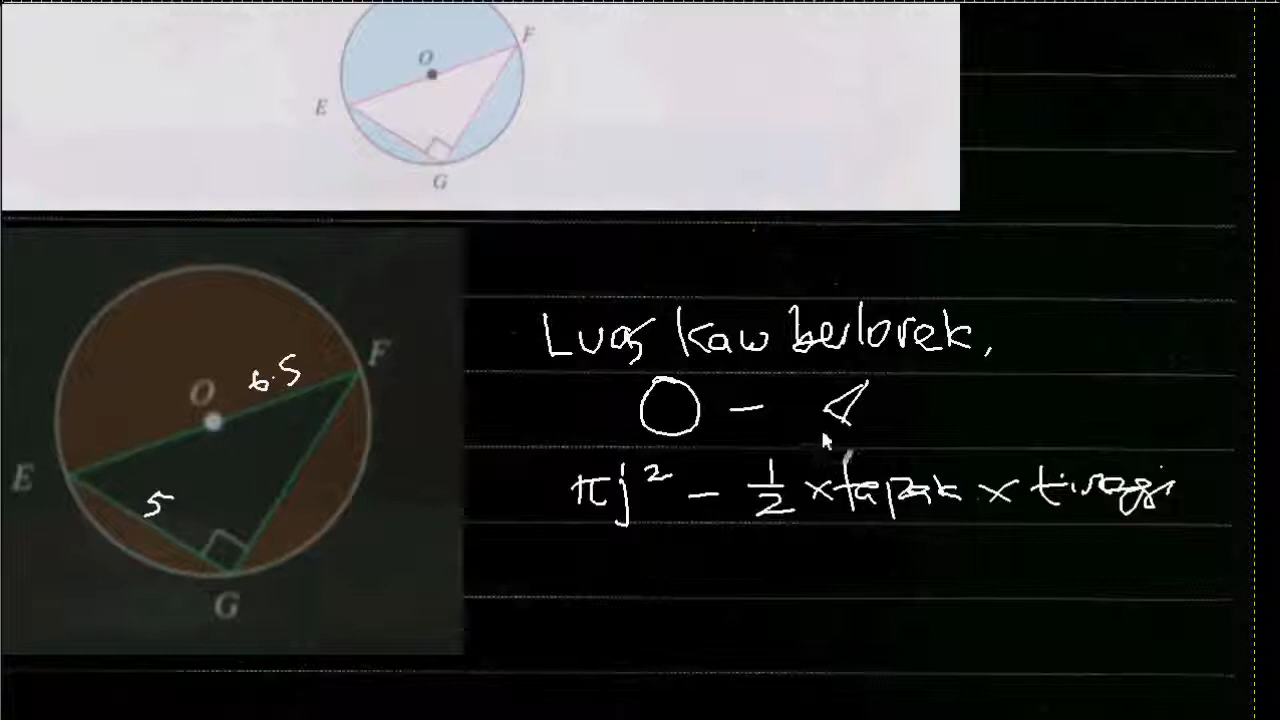 F
O
E
G
F
6.5
O
E
5
G
Luas kaw berlorek,
O - ◁
πj² - 1/2 × tapak × tinggi